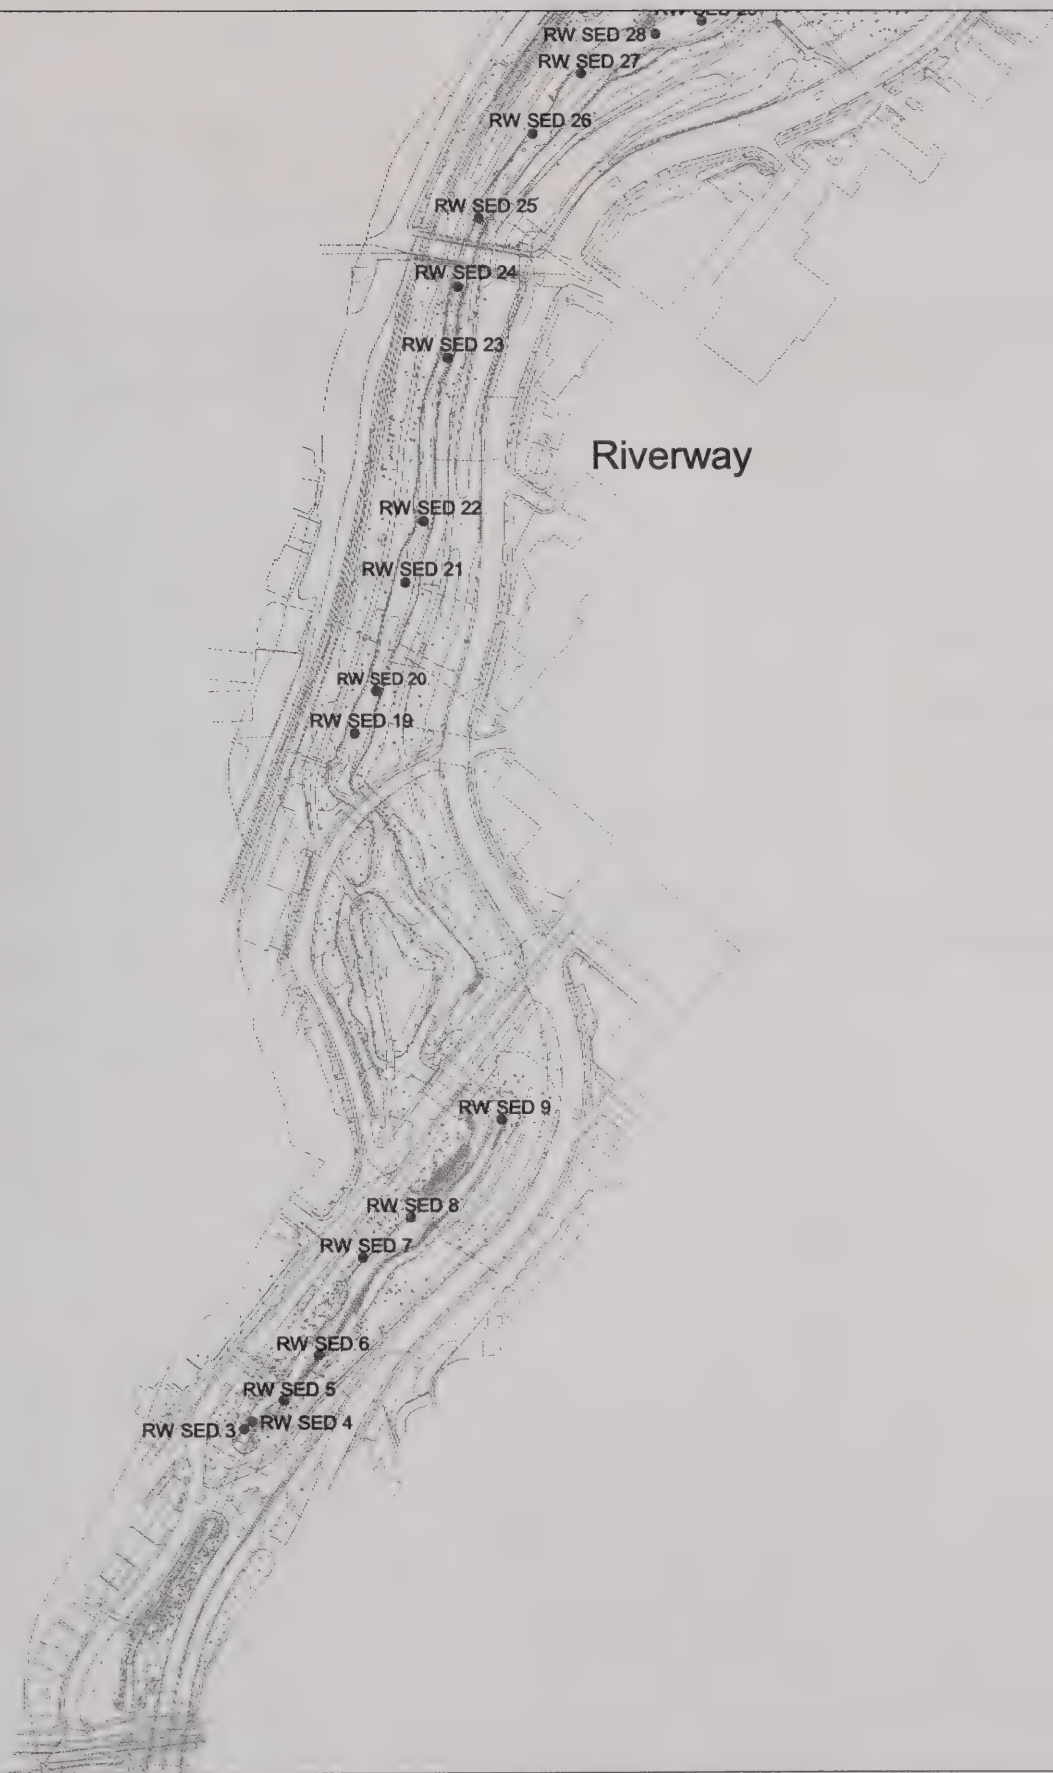 RW SED 28
RW SED 27
RW SED 26
RW SED 25
RW SED 24
RW SED 23
Riverway
RW SED 22
RW SED 21
RW SED 20
RW SED 19
RW SED 9
RW SED 8
RW SED 7
RW SED 6
RW SED 5
RW SED 3 RW SED 4